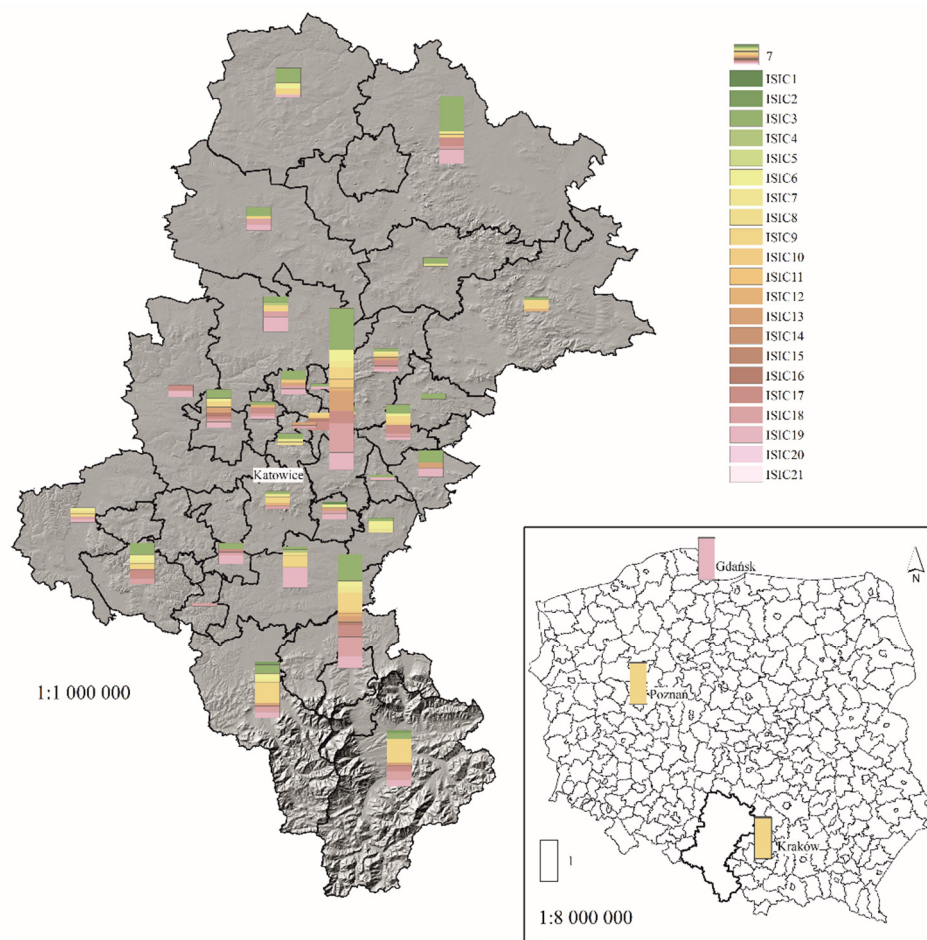 7
ISIC1
ISIC2
ISIC3
ISIC4
ISIC5
ISIC6
ISIC7
ISIC8
ISIC9
ISIC10
ISIC11
ISIC12
ISIC13
ISIC14
ISIC15
ISIC16
ISIC17
ISIC18
ISIC19
ISIC20
ISIC21
Katowice
1:1 000 000
Gdańsk
N
Poznań
Kraków
1
1:8 000 000